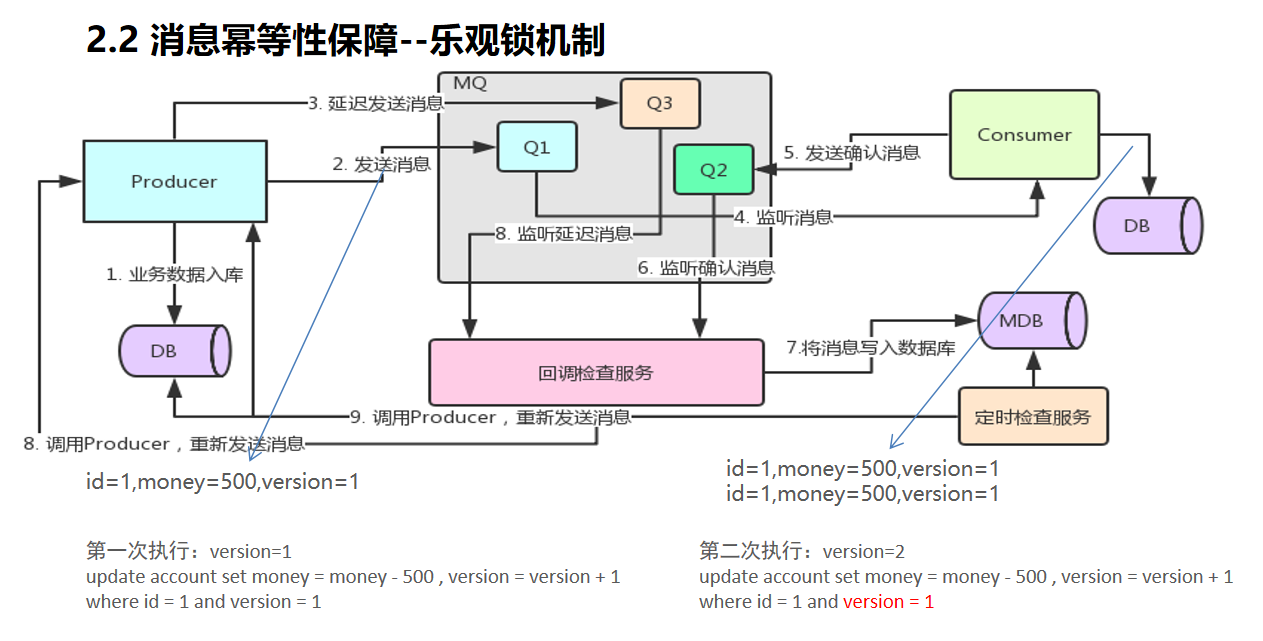 2.2 消息幂等性保障--乐观锁机制
MQ
3. 延迟发送消息
Q3
Q1
2. 发送消息
Q2
5. 发送确认消息
Consumer
Producer
4. 监听消息
DB
8. 监听延迟消息
6. 监听确认消息
1. 业务数据入库
DB
MDB
7.将消息写入数据库
回调检查服务
定时检查服务
9. 调用Producer，重新发送消息
8. 调用Producer，重新发送消息
id=1,money=500,version=1
id=1,money=500,version=1
id=1,money=500,version=1
第一次执行：version=1
update account set money = money - 500 , version = version + 1
where id = 1 and version = 1
第二次执行：version=2
update account set money = money - 500 , version = version + 1
where id = 1 and version = 1